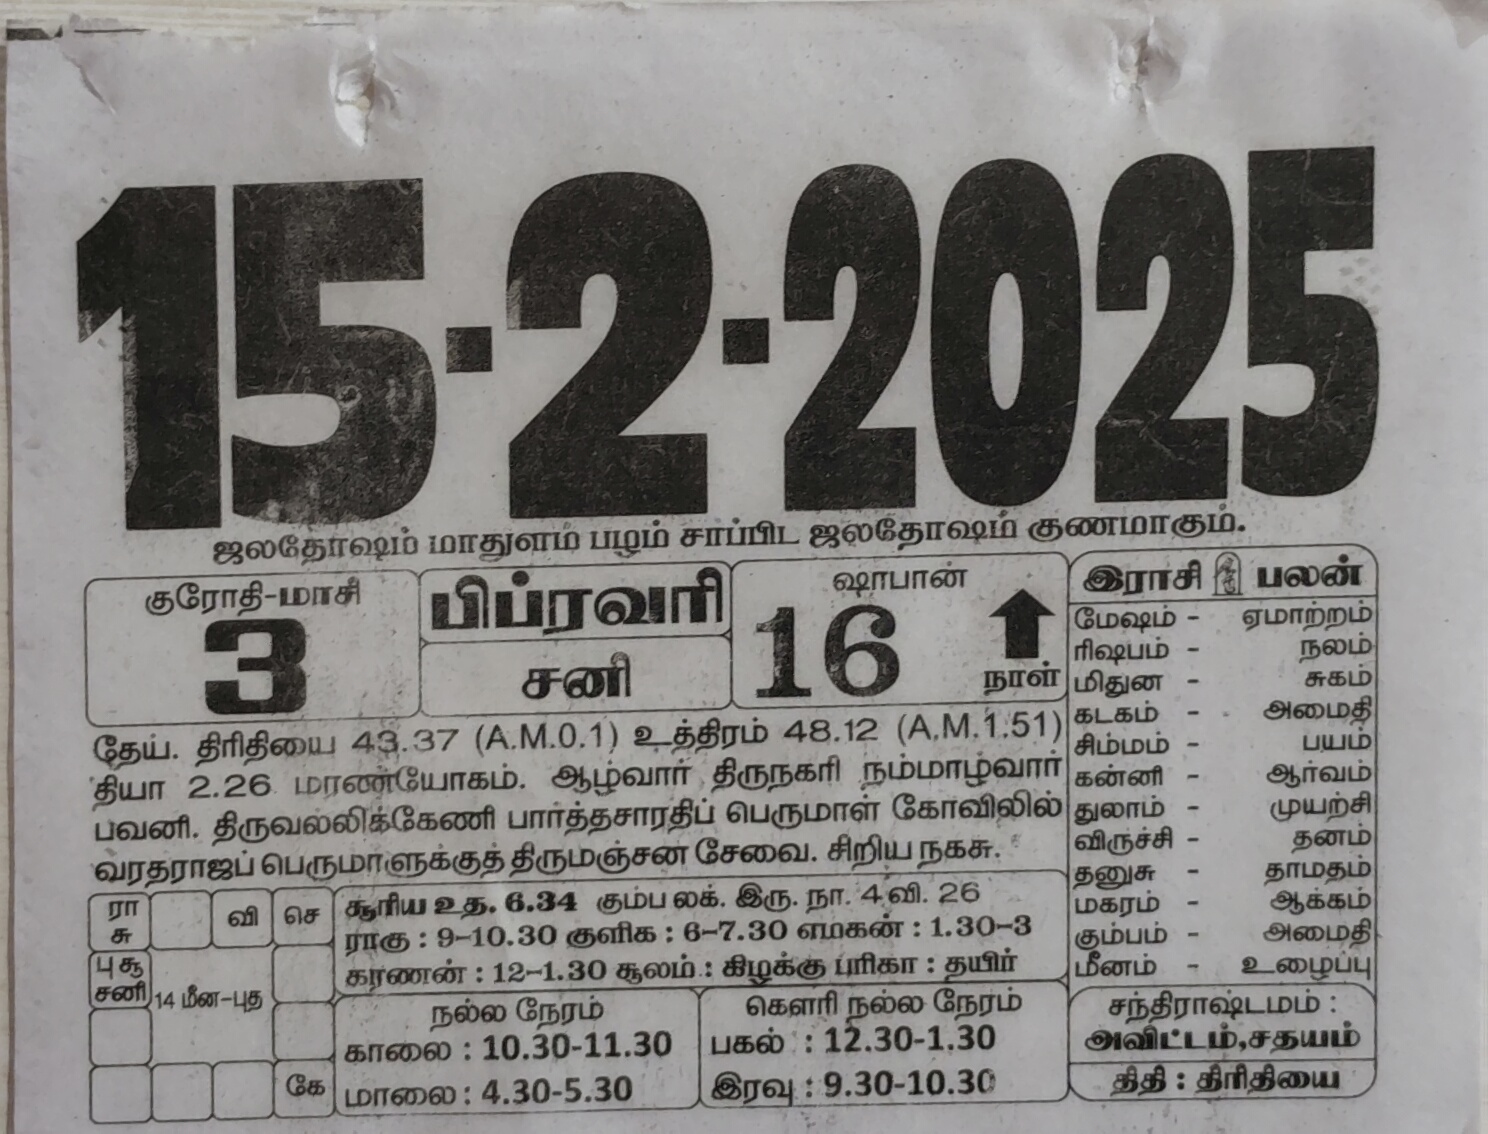 15-2-2025
ஜலதோஷம் மாதுளம் பழம் சாப்பிட ஜலதோஷம் குணமாகும்.
குரோதி-மாசி
3
பிப்ரவரி
சனி
ஷாபான்
16
நாள்
தேய். திரிதியை 43.37 (A.M.0.1) உத்திரம் 48.12 (A.M.1.51)
தியா 2.26 மரணயோகம். ஆழ்வார் திருநகரி நம்மாழ்வார்
பவனி. திருவல்லிக்கேணி பார்த்தசாரதிப் பெருமாள் கோவிலில்
வரதராஜப் பெருமாளுக்குத் திருமஞ்சன சேவை. சிறிய நகசு.
இராசி பலன்
மேஷம் - ஏமாற்றம்
ரிஷபம் - நலம்
மிதுன - சுகம்
கடகம் - அமைதி
சிம்மம் - பயம்
கன்னி - ஆர்வம்
துலாம் - முயற்சி
விருச்சி - தனம்
தனுசு - தாமதம்
மகரம் - ஆக்கம்
கும்பம் - அமைதி
மீனம் - உழைப்பு
ரா
சு
வி
செ
பு சூ
சனி
14 மீன-புத
கே
சூரிய உத. 6.34 கும்ப லக். இரு. நா. 4 வி. 26
ராகு : 9-10.30 குளிக : 6-7.30 எமகன் : 1.30-3
கரணன் : 12-1.30 சூலம் : கிழக்கு பரிகா : தயிர்
நல்ல நேரம்
காலை : 10.30-11.30
மாலை : 4.30-5.30
கௌரி நல்ல நேரம்
பகல் : 12.30-1.30
இரவு : 9.30-10.30
சந்திராஷ்டமம் :
அவிட்டம்,சதயம்
திதி : திரிதியை